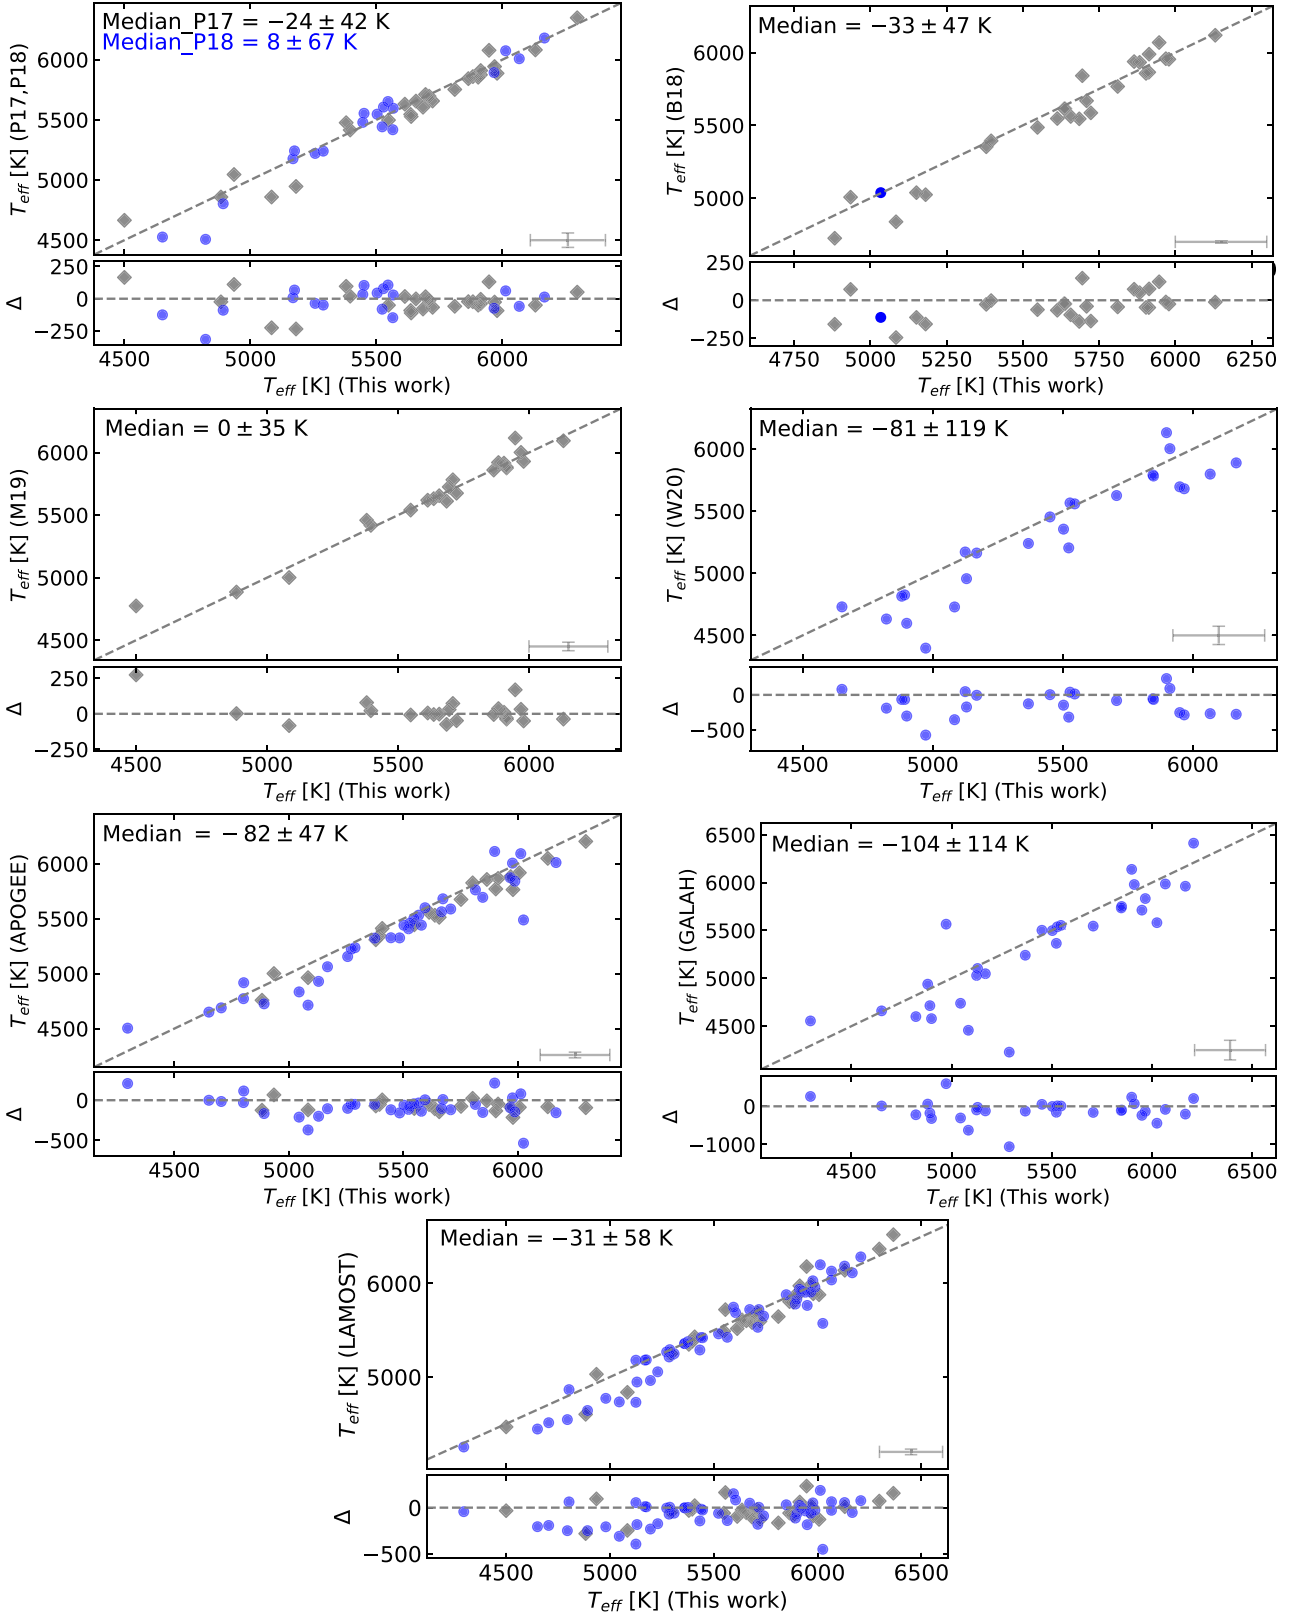 Median_P17 = −24 ± 42 K
Median_P18 = 8 ± 67 K
T_eff [K] (P17,P18)
6000
5500
5000
4500
250
0
−250
Δ
4500 5000 5500 6000
T_eff [K] (This work)
Median = −33 ± 47 K
T_eff [K] (B18)
6000
5500
5000
250
0
−250
Δ
4750 5000 5250 5500 5750 6000 6250
T_eff [K] (This work)
Median = 0 ± 35 K
T_eff [K] (M19)
6000
5500
5000
4500
250
0
−250
Δ
4500 5000 5500 6000
T_eff [K] (This work)
Median = −81 ± 119 K
T_eff [K] (W20)
6000
5500
5000
4500
0
−500
Δ
4500 5000 5500 6000
T_eff [K] (This work)
Median = − 82 ± 47 K
T_eff [K] (APOGEE)
6000
5500
5000
4500
0
−500
Δ
4500 5000 5500 6000
T_eff [K] (This work)
Median = −104 ± 114 K
T_eff [K] (GALAH)
6500
6000
5500
5000
4500
0
−1000
Δ
4500 5000 5500 6000 6500
T_eff [K] (This work)
Median = −31 ± 58 K
T_eff [K] (LAMOST)
6000
5000
0
−500
Δ
4500 5000 5500 6000 6500
T_eff [K] (This work)